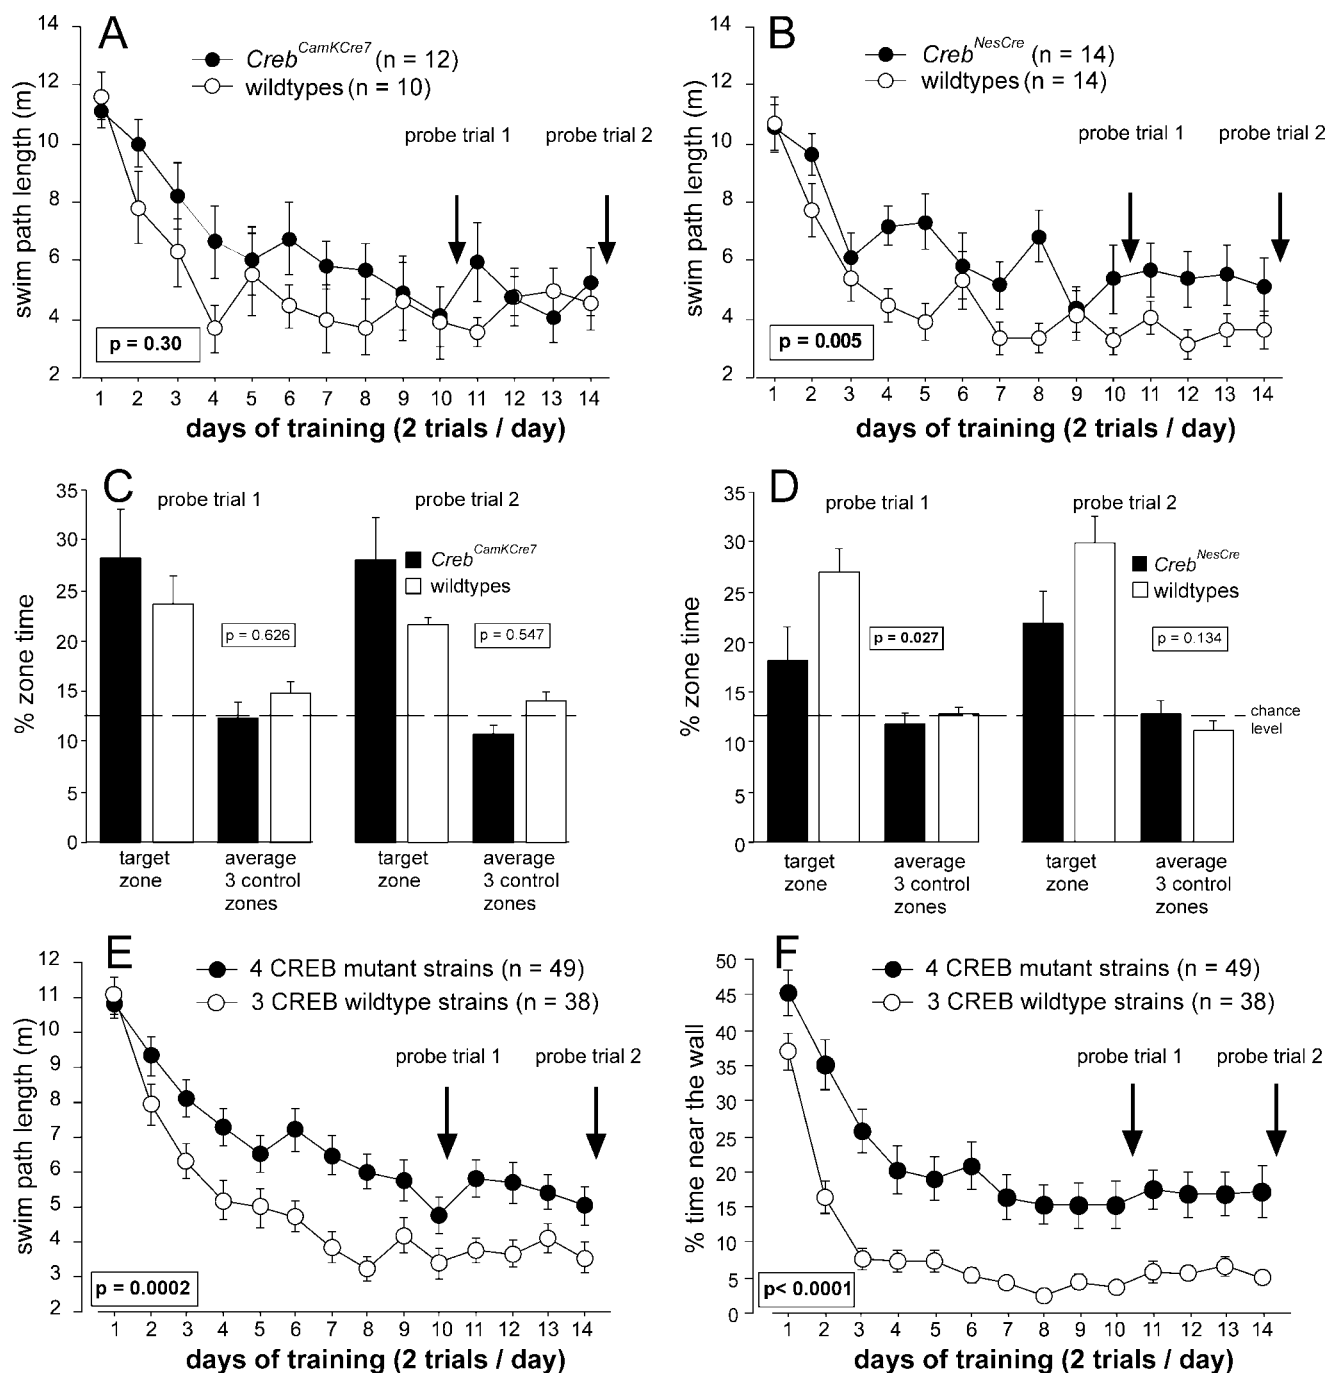 A
Creb^CamKCre7 (n = 12)
wildtypes (n = 10)
probe trial 1
probe trial 2
swim path length (m)
14
12
10
8
6
4
2
p = 0.30
1 2 3 4 5 6 7 8 9 10 11 12 13 14
days of training (2 trials / day)
B
Creb^NesCre (n = 14)
wildtypes (n = 14)
probe trial 1
probe trial 2
swim path length (m)
14
12
10
8
6
4
2
p = 0.005
1 2 3 4 5 6 7 8 9 10 11 12 13 14
days of training (2 trials / day)
C
probe trial 1
probe trial 2
Creb^CamKCre7
wildtypes
p = 0.626
p = 0.547
% zone time
35
30
25
20
15
10
5
0
target zone
average 3 control zones
target zone
average 3 control zones
D
probe trial 1
probe trial 2
Creb^NesCre
wildtypes
p = 0.027
p = 0.134
chance level
% zone time
35
30
25
20
15
10
5
0
target zone
average 3 control zones
target zone
average 3 control zones
E
4 CREB mutant strains (n = 49)
3 CREB wildtype strains (n = 38)
probe trial 1
probe trial 2
swim path length (m)
12
11
10
9
8
7
6
5
4
3
2
p = 0.0002
1 2 3 4 5 6 7 8 9 10 11 12 13 14
days of training (2 trials / day)
F
4 CREB mutant strains (n = 49)
3 CREB wildtype strains (n = 38)
probe trial 1
probe trial 2
% time near the wall
50
45
40
35
30
25
20
15
10
5
0
p< 0.0001
1 2 3 4 5 6 7 8 9 10 11 12 13 14
days of training (2 trials / day)